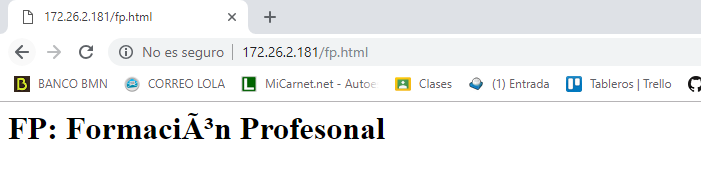 172.26.2.181/fp.html
No es seguro | 172.26.2.181/fp.html
BANCO BMN CORREO LOLA MiCarnet.net - Autoe Clases (1) Entrada Tableros | Trello
FP: FormaciÃ³n Profesonal